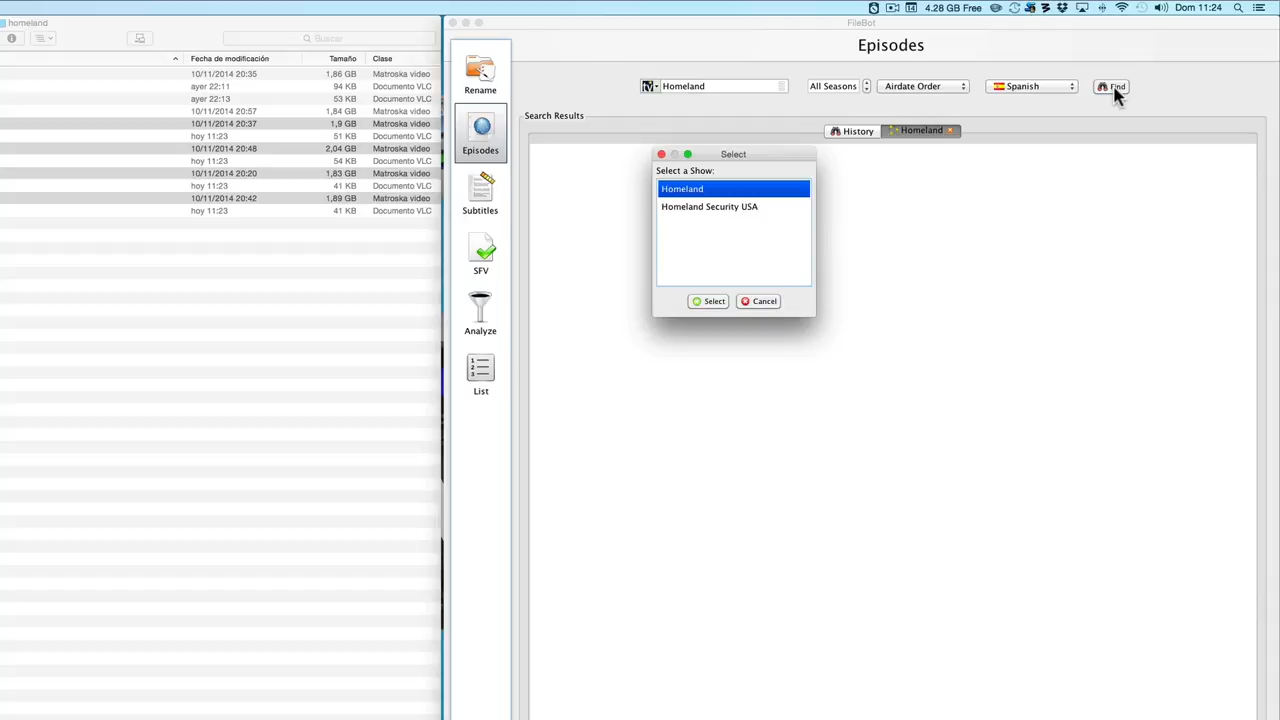 4.28 GB Free
Dom 11:24
homeland
Buscar
Fecha de modificación Tamaño Clase
10/11/2014 20:35 1,86 GB Matroska video
ayer 22:11 94 KB Documento VLC
ayer 22:13 53 KB Documento VLC
10/11/2014 20:57 1,84 GB Matroska video
10/11/2014 20:37 1,9 GB Matroska video
hoy 11:23 51 KB Documento VLC
10/11/2014 20:48 2,04 GB Matroska video
hoy 11:23 54 KB Documento VLC
10/11/2014 20:20 1,83 GB Matroska video
hoy 11:23 41 KB Documento VLC
10/11/2014 20:42 1,89 GB Matroska video
hoy 11:23 41 KB Documento VLC
FileBot
Episodes
Rename
Episodes
Subtitles
SFV
Analyze
List
Homeland
All Seasons
Airdate Order
Spanish
Find
Search Results
History
Homeland
Select
Select a Show:
Homeland
Homeland Security USA
Select
Cancel